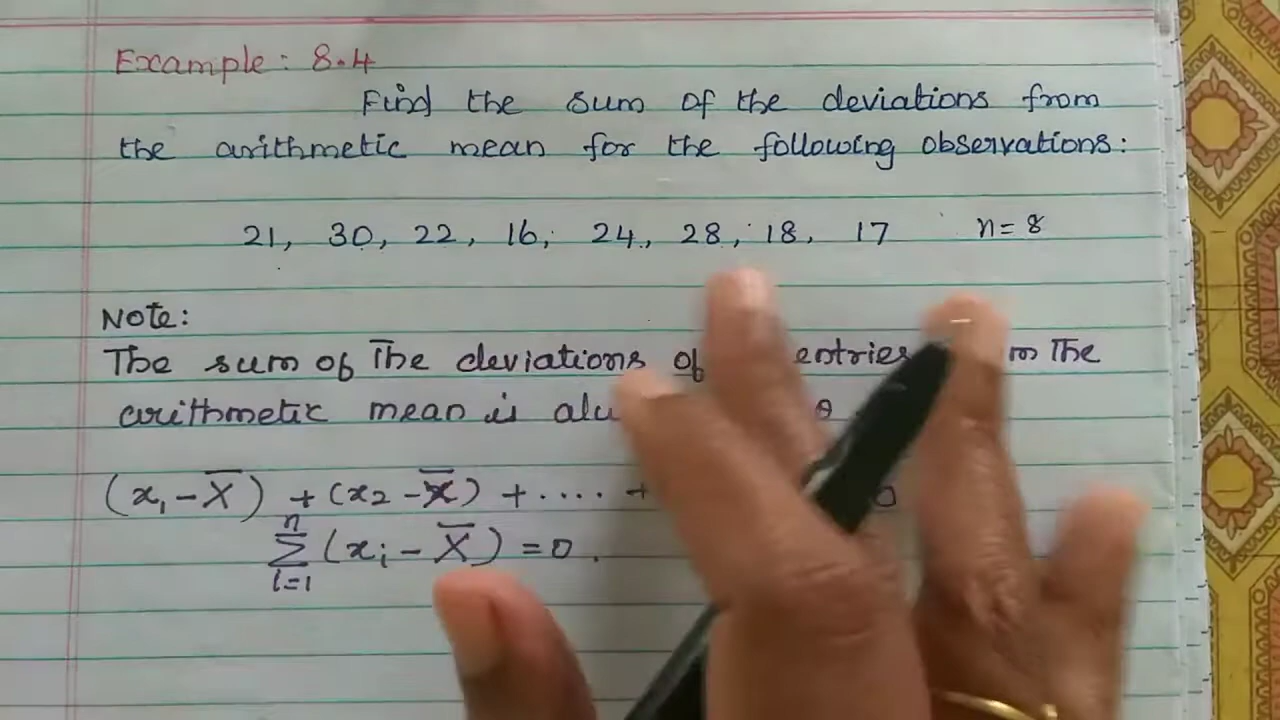 Example: 8.4
Find the sum of the deviations from
the arithmetic mean for the following observations:
21, 30, 22, 16, 24, 28, 18, 17 n=8
Note:
The sum of The deviations of entries The
arithmetic mean is
(x₁ - X̄) + (x₂ - x̄) + .... + 0
n
Σ (xᵢ - X̄) = 0.
i=1